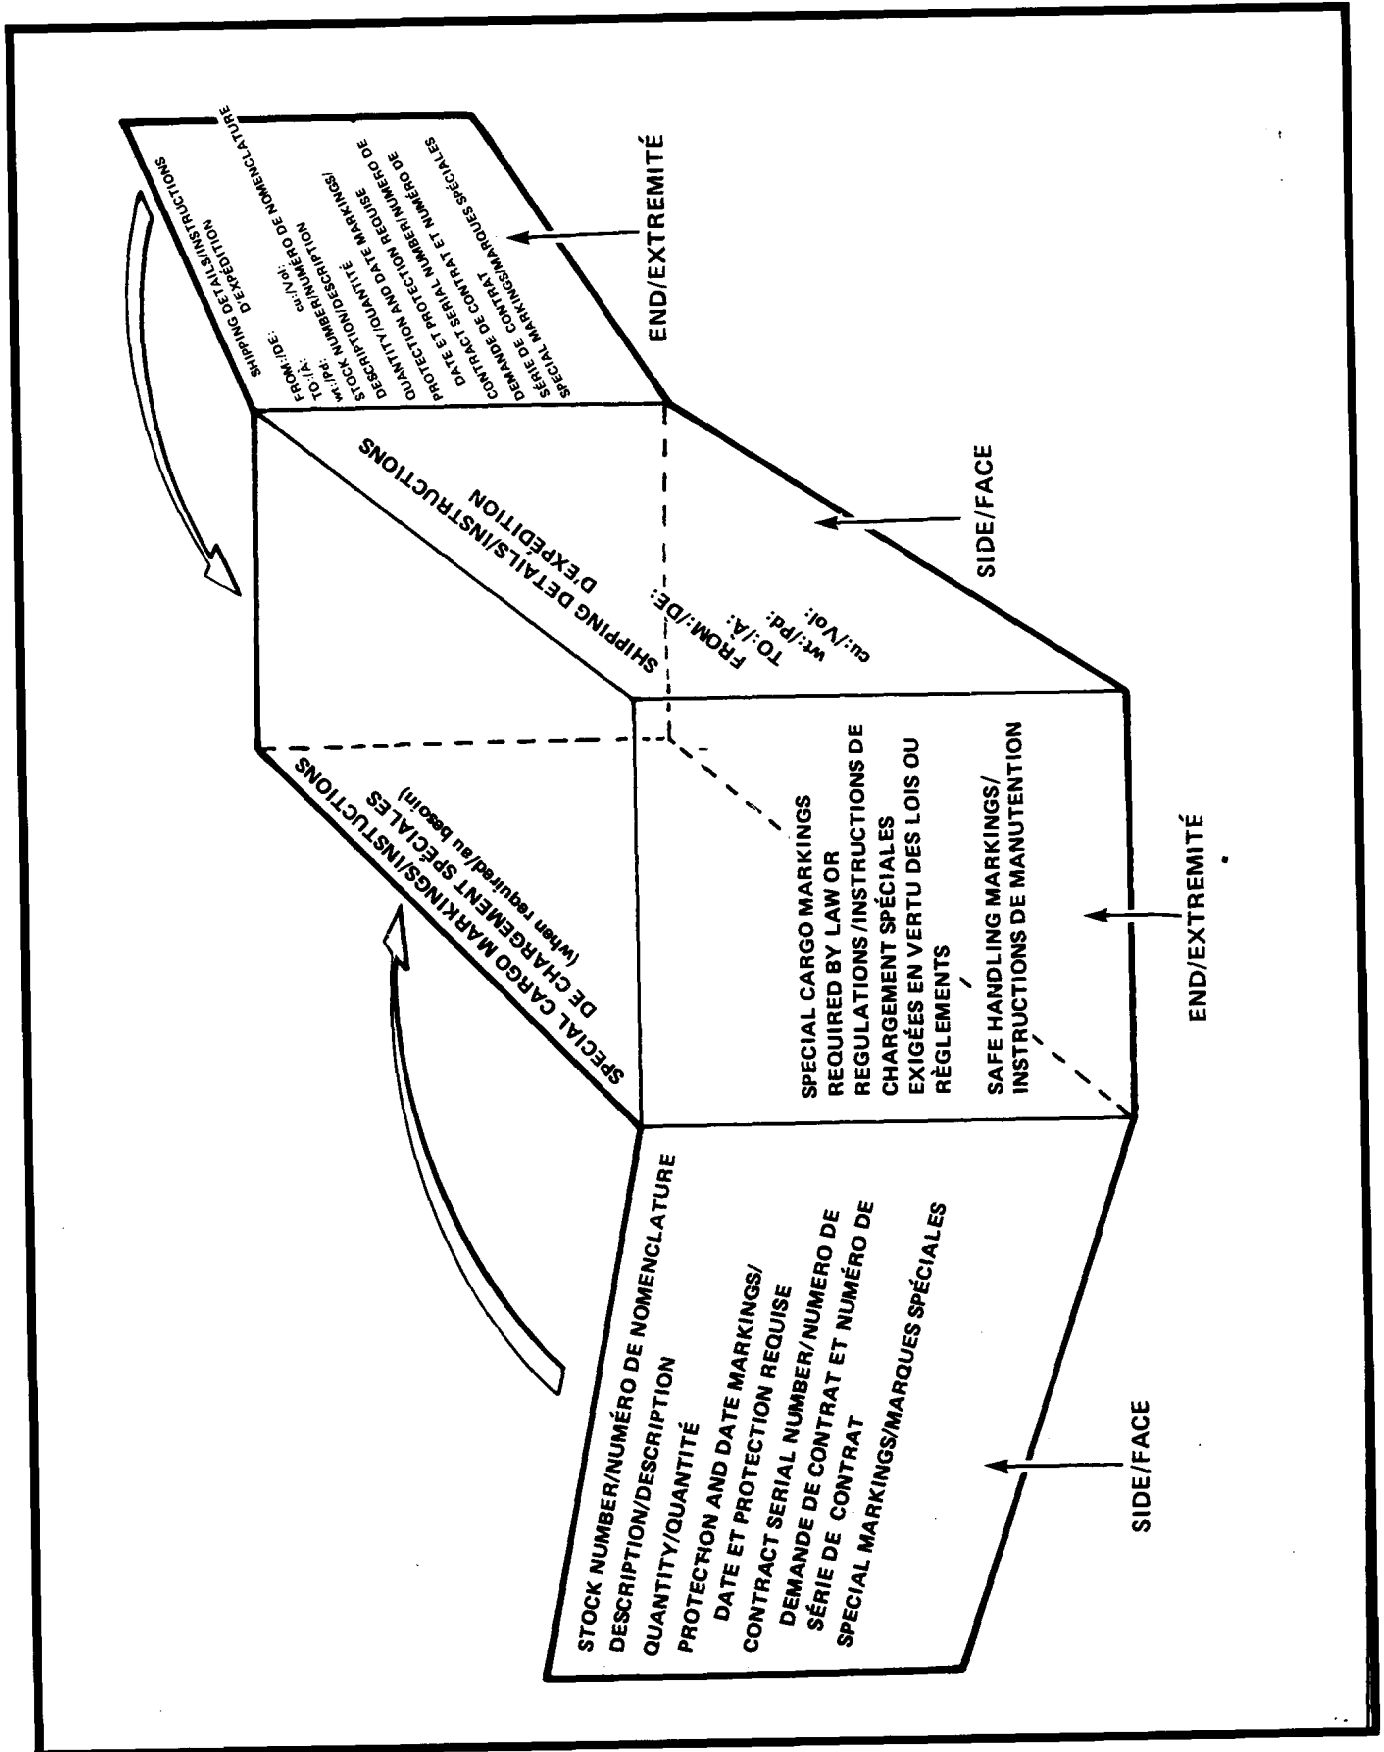 STOCK NUMBER/NUMÉRO DE NOMENCLATURE
DESCRIPTION/DESCRIPTION
QUANTITY/QUANTITÉ
PROTECTION AND DATE MARKINGS/
DATE ET PROTECTION REQUISE
CONTRACT SERIAL NUMBER/NUMERO DE
DEMANDE DE CONTRAT ET NUMÉRO DE
SÉRIE DE CONTRAT
SPECIAL MARKINGS/MARQUES SPÉCIALES
SIDE/FACE
SPECIAL CARGO MARKINGS/INSTUCTIONS
DE CHARGEMENT SPÉCIALES
(when required/au besoin)
SPECIAL CARGO MARKINGS
REQUIRED BY LAW OR
REGULATIONS/INSTRUCTIONS DE
CHARGEMENT SPÉCIALES
EXIGÉES EN VERTU DES LOIS OU
RÈGLEMENTS
SAFE HANDLING MARKINGS/
INSTRUCTIONS DE MANUTENTION
END/EXTREMITÉ
SHIPPING DETAILS/INSTRUCTIONS
D'EXPÉDITION
FROM:/DE:
TO:/À:
wt:/Pd:
cu:/Vol:
SIDE/FACE
SHIPPING DETAILS/INSTRUCTIONS
D'EXPÉDITION
FROM:/DE:
TO:/À:
wt:/Pd: cu:/Vol:
STOCK NUMBER/NUMÉRO DE NOMENCLATURE
DESCRIPTION/DESCRIPTION
QUANTITY/QUANTITÉ
PROTECTION AND DATE MARKINGS/
DATE ET PROTECTION REQUISE
CONTRACT SERIAL NUMBER/NUMERO DE
DEMANDE DE CONTRAT ET NUMÉRO DE
SÉRIE DE CONTRAT
SPECIAL MARKINGS/MARQUES SPÉCIALES
END/EXTREMITÉ